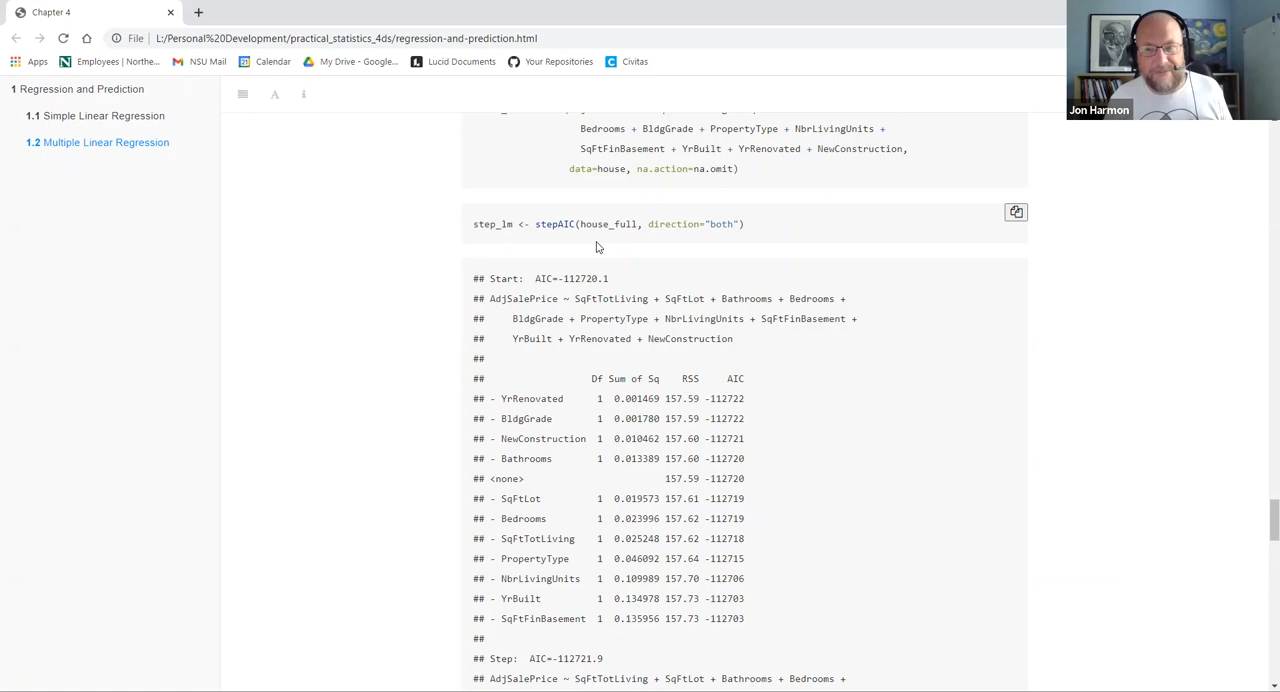 Chapter 4
File | L:/Personal%20Development/practical_statistics_4ds/regression-and-prediction.html
Apps
Employees | Northe...
NSU Mail
Calendar
My Drive - Google...
Lucid Documents
Your Repositories
Civitas
Jon Harmon
1 Regression and Prediction
1.1 Simple Linear Regression
1.2 Multiple Linear Regression
Bedrooms + BldgGrade + PropertyType + NbrLivingUnits +
SqFtFinBasement + YrBuilt + YrRenovated + NewConstruction,
data=house, na.action=na.omit)
step_lm <- stepAIC(house_full, direction="both")
## Start:  AIC=-112720.1
## AdjSalePrice ~ SqFtTotLiving + SqFtLot + Bathrooms + Bedrooms +
##     BldgGrade + PropertyType + NbrLivingUnits + SqFtFinBasement +
##     YrBuilt + YrRenovated + NewConstruction
##
##                   Df Sum of Sq    RSS     AIC
## - YrRenovated      1  0.001469 157.59 -112722
## - BldgGrade        1  0.001780 157.59 -112722
## - NewConstruction  1  0.010462 157.60 -112721
## - Bathrooms        1  0.013389 157.60 -112720
## <none>                         157.59 -112720
## - SqFtLot          1  0.019573 157.61 -112719
## - Bedrooms         1  0.023996 157.62 -112719
## - SqFtTotLiving    1  0.025248 157.62 -112718
## - PropertyType     1  0.046092 157.64 -112715
## - NbrLivingUnits   1  0.109989 157.70 -112706
## - YrBuilt          1  0.134978 157.73 -112703
## - SqFtFinBasement  1  0.135956 157.73 -112703
##
## Step:  AIC=-112721.9
## AdjSalePrice ~ SqFtTotLiving + SqFtLot + Bathrooms + Bedrooms +